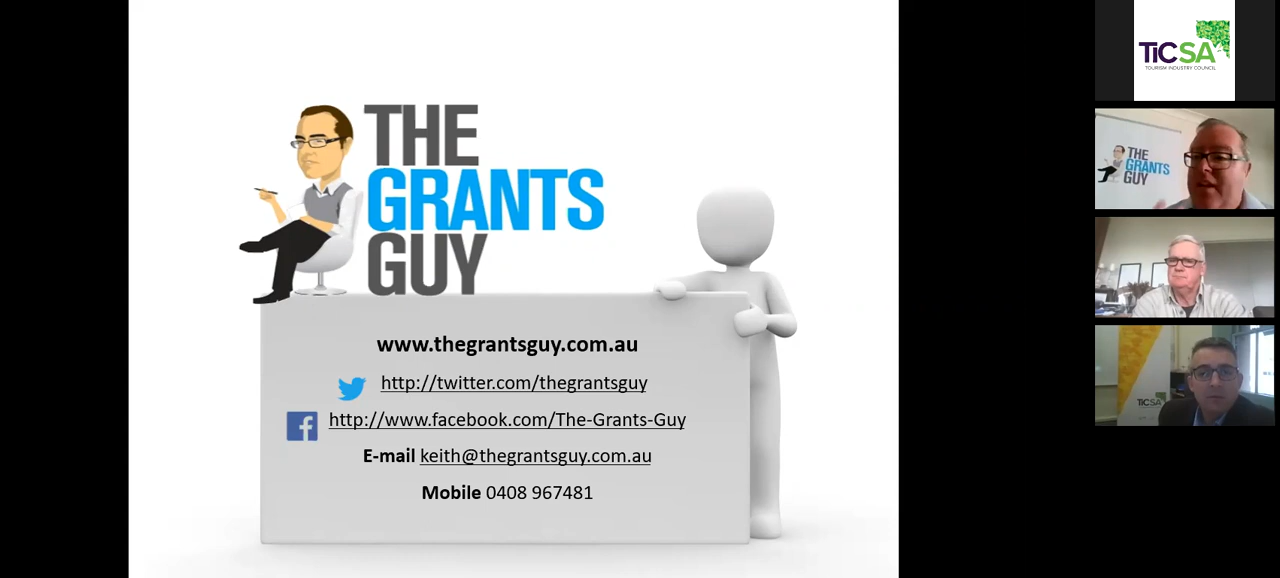 THE
GRANTS
GUY
www.thegrantsguy.com.au
http://twitter.com/thegrantsguy
http://www.facebook.com/The-Grants-Guy
E-mail keith@thegrantsguy.com.au
Mobile 0408 967481
TiCSA
TOURISM INDUSTRY COUNCIL
THE
GRANTS
GUY
TiCSA